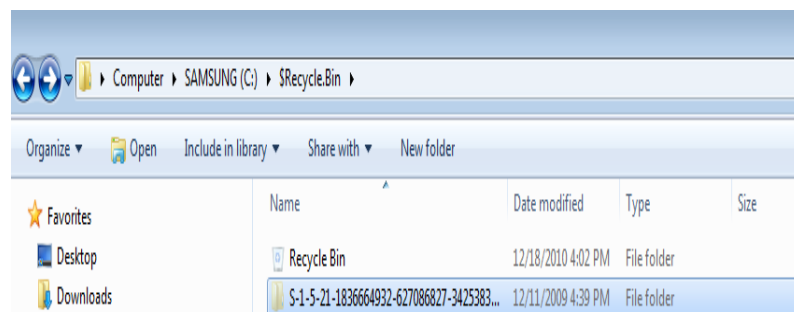 Computer ▸ SAMSUNG (C:) ▸ $Recycle.Bin ▸
Organize ▾ Open Include in library ▾ Share with ▾ New folder
Name Date modified Type Size
Favorites
Desktop
Downloads
Recycle Bin 12/18/2010 4:02 PM File folder
S-1-5-21-1836664932-627086827-3425383... 12/11/2009 4:39 PM File folder